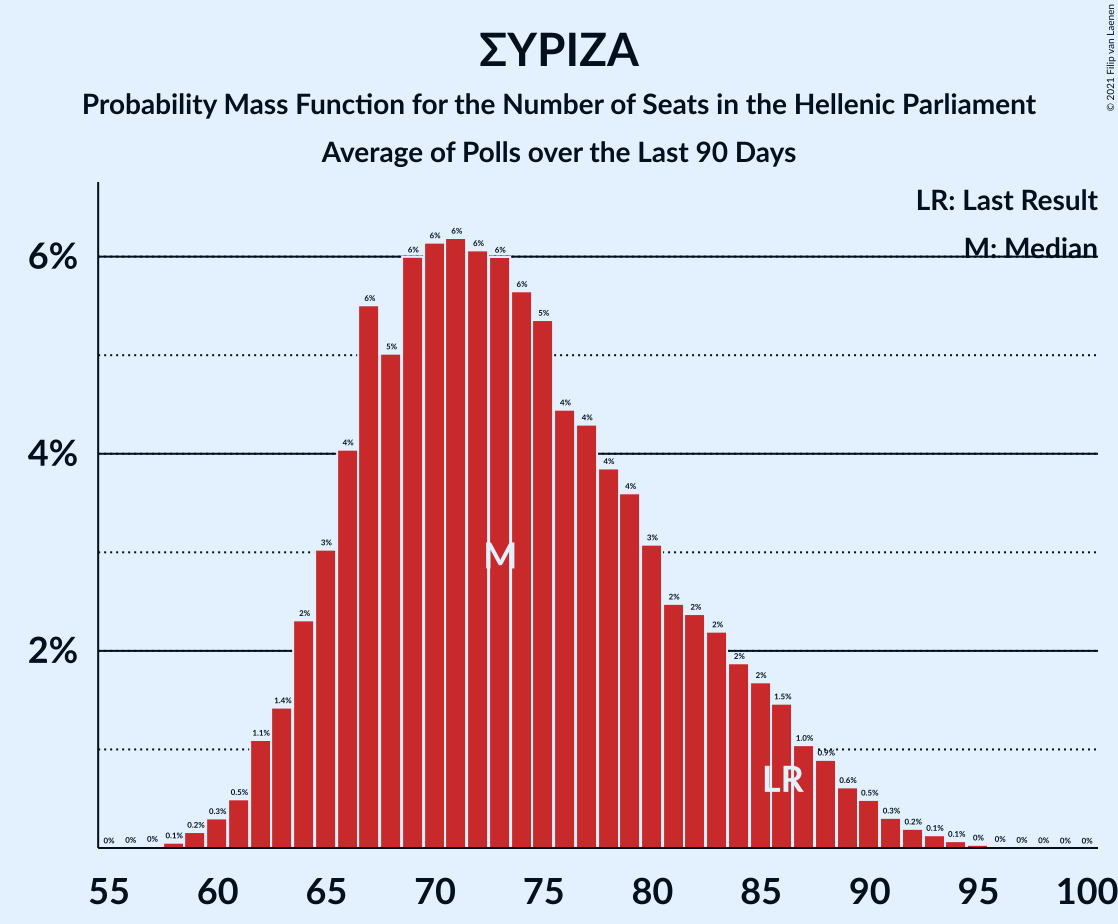 ΣΥΡΙΖΑ
Probability Mass Function for the Number of Seats in the Hellenic Parliament
Average of Polls over the Last 90 Days
© 2021 Filip van Laenen
LR: Last Result
M: Median
6%
4%
2%
0% 0% 0% 0.1% 0.2% 0.3% 0.5% 1.1% 1.4% 2% 3% 4% 6% 5% 6% 6% 6% 6% 6% 6% 5% 4% 4% 4% 4% 3% 2% 2% 2% 2% 2% 1.5% 1.0% 0.9% 0.6% 0.5% 0.3% 0.2% 0.1% 0.1% 0% 0% 0% 0% 0% 0%
M
LR
55 60 65 70 75 80 85 90 95 100